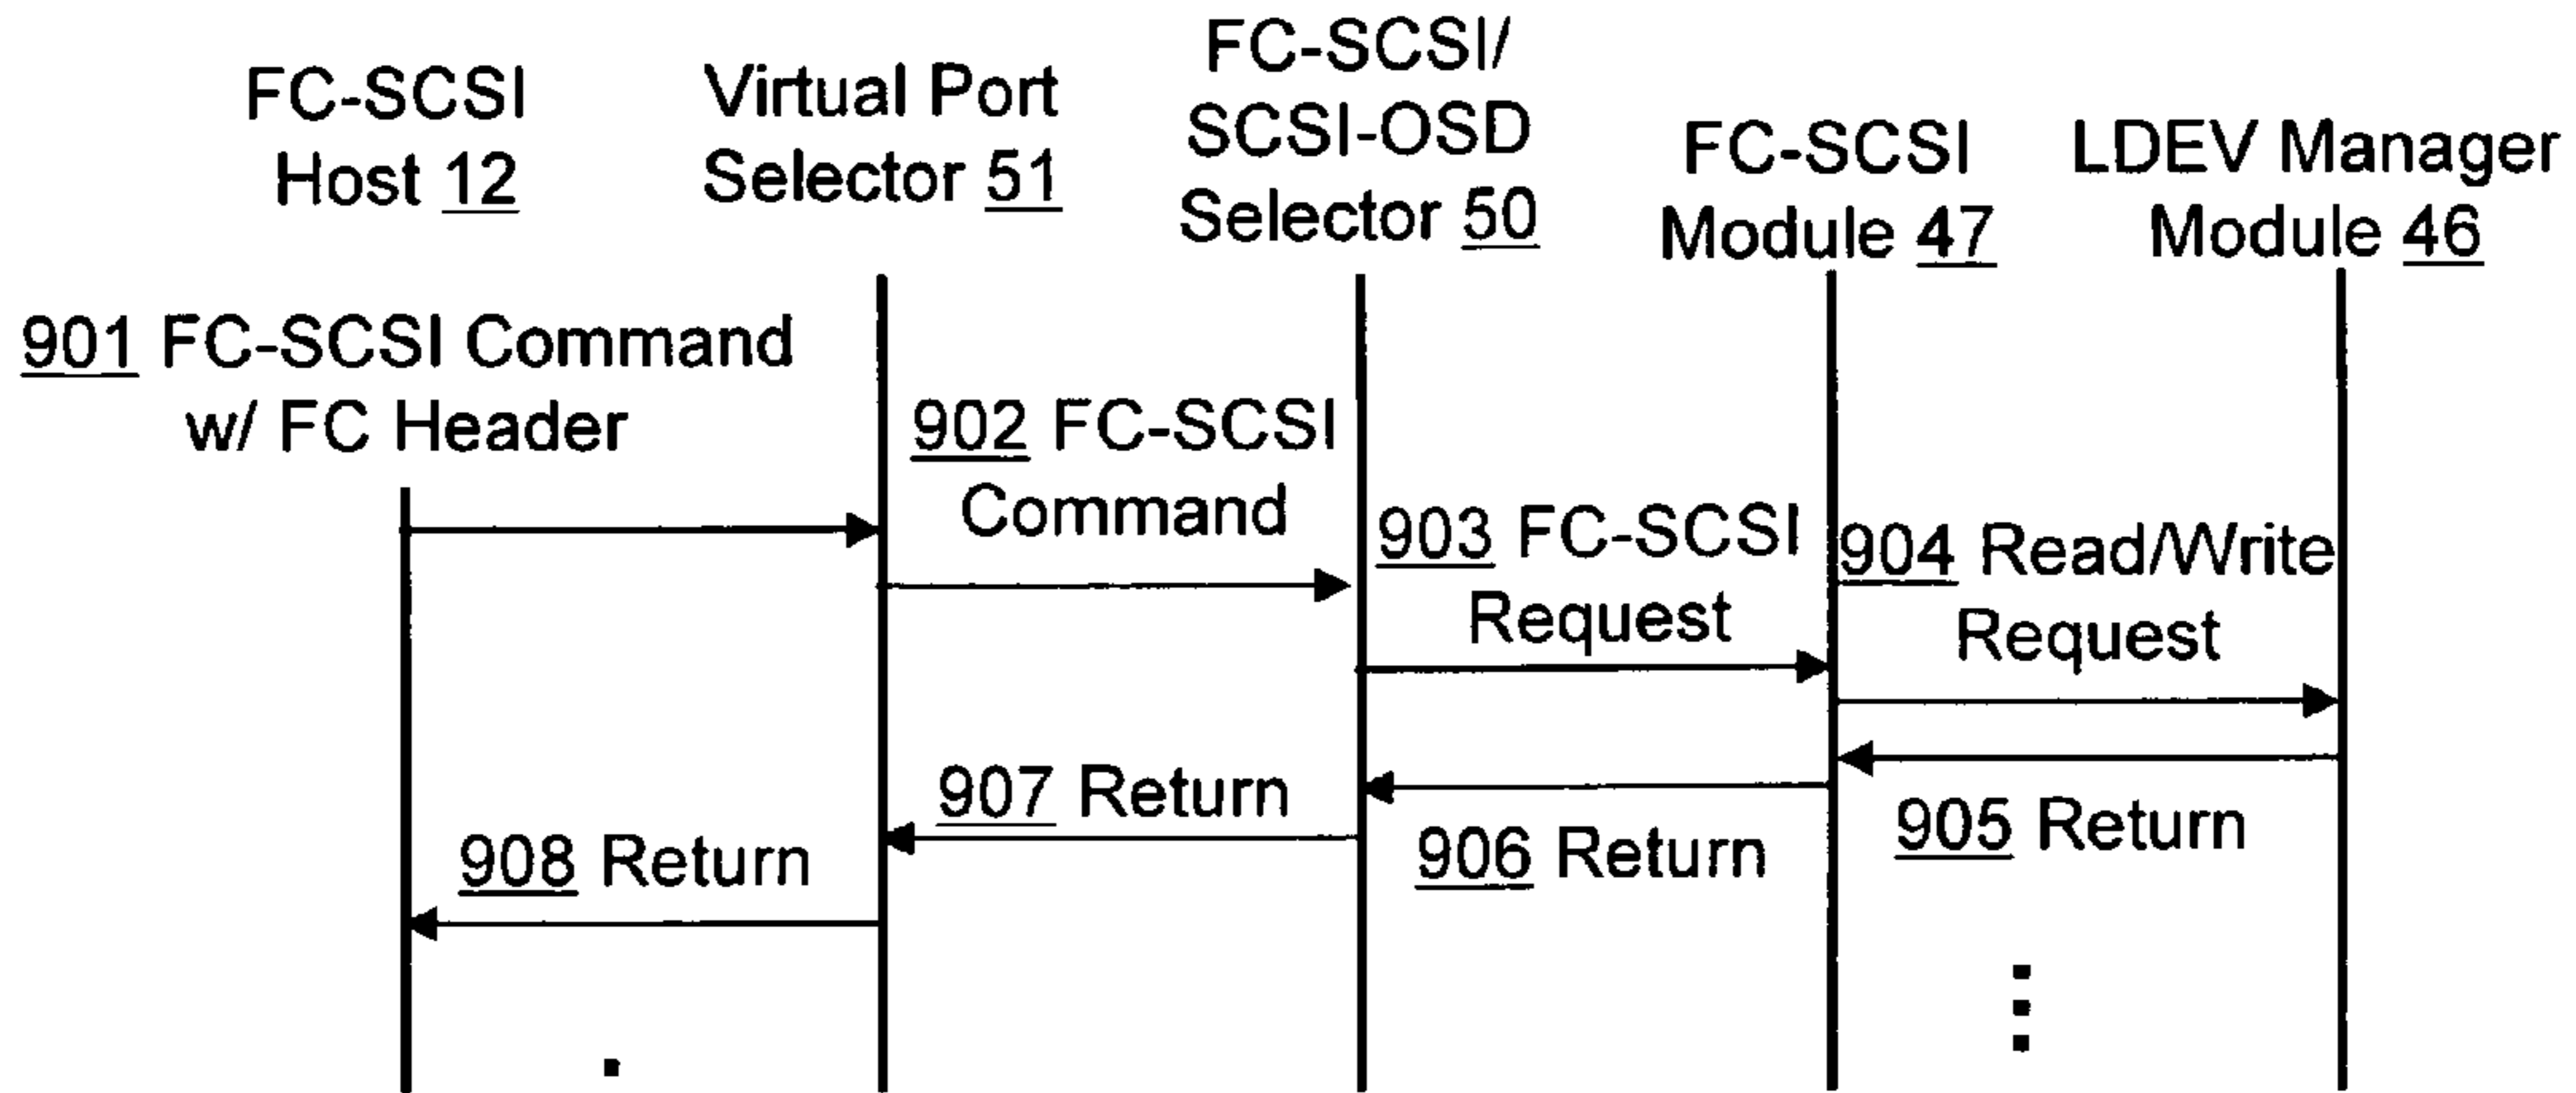 FC-SCSI
Host 12
Virtual Port
Selector 51
FC-SCSI/
SCSI-OSD
Selector 50
FC-SCSI
Module 47
LDEV Manager
Module 46
901 FC-SCSI Command
w/ FC Header
902 FC-SCSI
Command
903 FC-SCSI
Request
904 Read/Write
Request
905 Return
906 Return
907 Return
908 Return